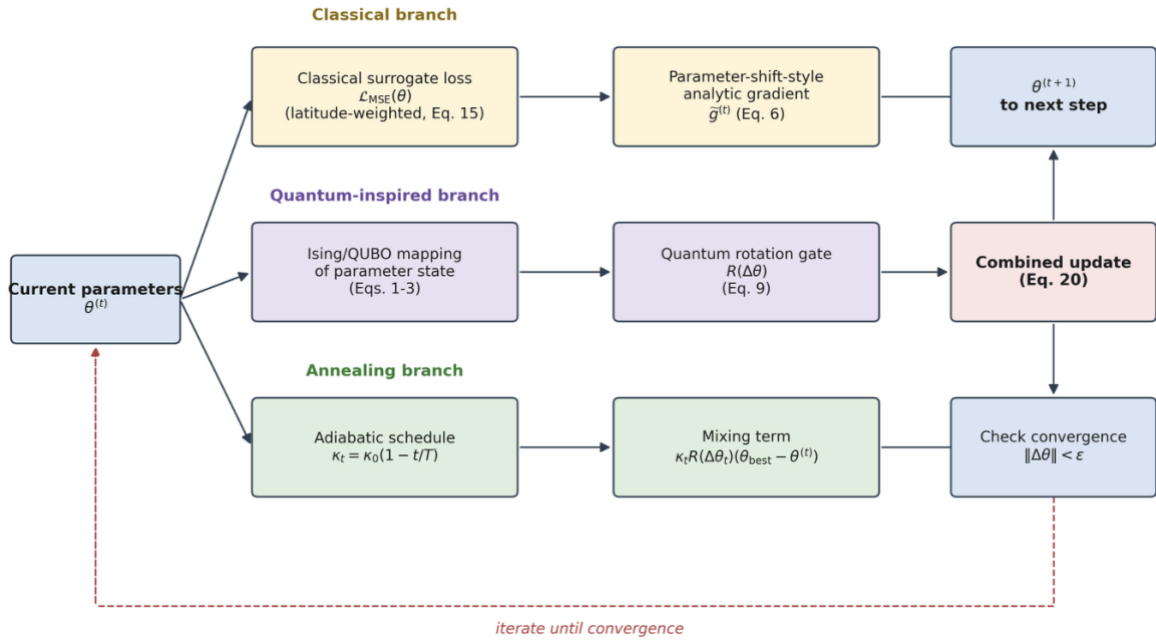 Classical branch
Classical surrogate loss
ℒ_MSE(θ)
(latitude-weighted, Eq. 15)
Parameter-shift-style
analytic gradient
g̃^(t) (Eq. 6)
θ^(t+1)
to next step
Quantum-inspired branch
Current parameters
θ^(t)
Ising/QUBO mapping
of parameter state
(Eqs. 1-3)
Quantum rotation gate
R(Δθ)
(Eq. 9)
Combined update
(Eq. 20)
Annealing branch
Adiabatic schedule
κ_t = κ_0(1 − t/T)
Mixing term
κ_t R(Δθ_t)(θ_best − θ^(t))
Check convergence
‖Δθ‖ < ε
iterate until convergence